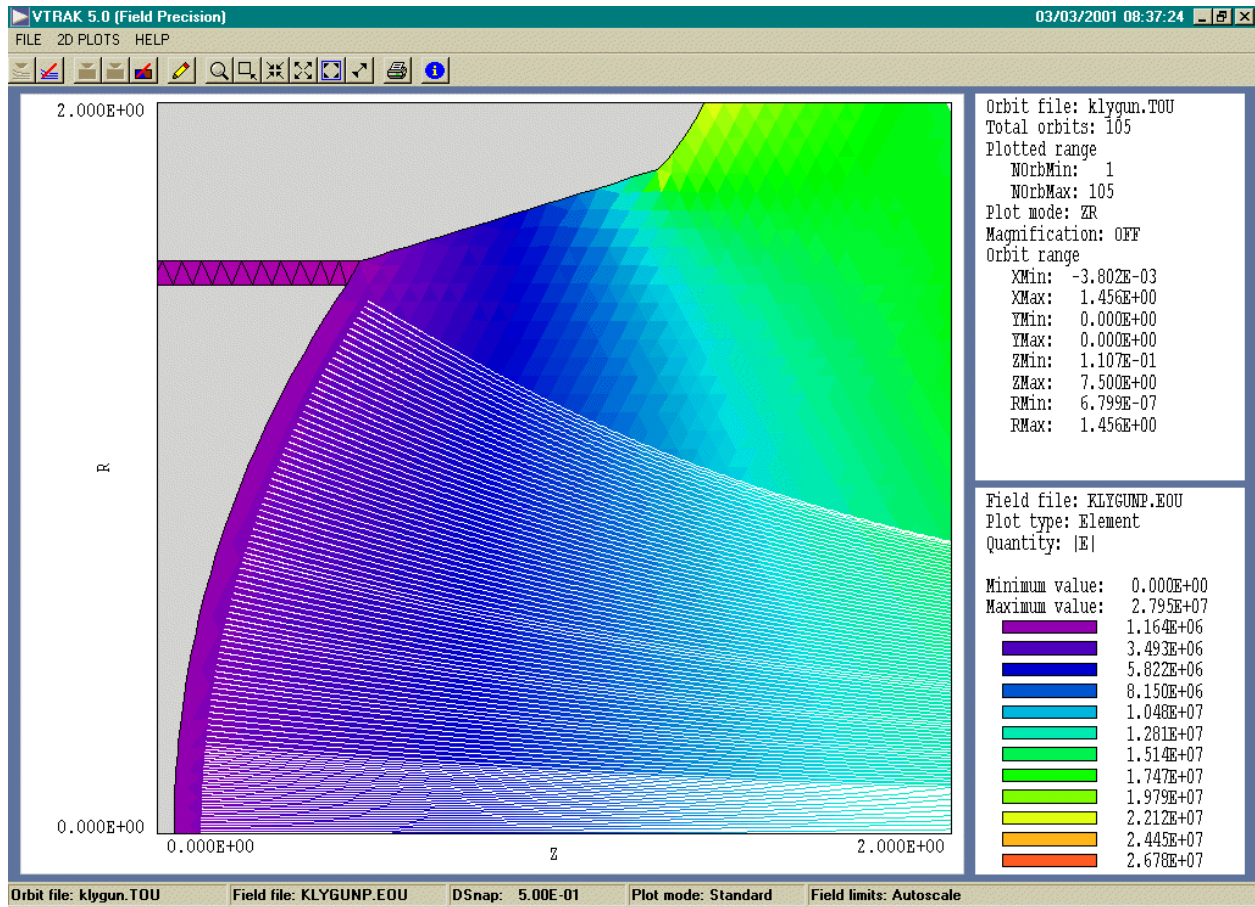 VTRAK 5.0 (Field Precision) 03/03/2001 08:37:24
FILE 2D PLOTS HELP
2.000E+00
R
0.000E+00
0.000E+00 Z 2.000E+00
Orbit file: klygun.TOU
Total orbits: 105
Plotted range
NOrbMin: 1
NOrbMax: 105
Plot mode: ZR
Magnification: OFF
Orbit range
XMin: -3.802E-03
XMax: 1.456E+00
YMin: 0.000E+00
YMax: 0.000E+00
ZMin: 1.107E-01
ZMax: 7.500E+00
RMin: 6.799E-07
RMax: 1.456E+00
Field file: KLYGUNP.EOU
Plot type: Element
Quantity: |E|
Minimum value: 0.000E+00
Maximum value: 2.795E+07
1.164E+06
3.493E+06
5.822E+06
8.150E+06
1.048E+07
1.281E+07
1.514E+07
1.747E+07
1.979E+07
2.212E+07
2.445E+07
2.678E+07
Orbit file: klygun.TOU Field file: KLYGUNP.EOU DSnap: 5.00E-01 Plot mode: Standard Field limits: Autoscale